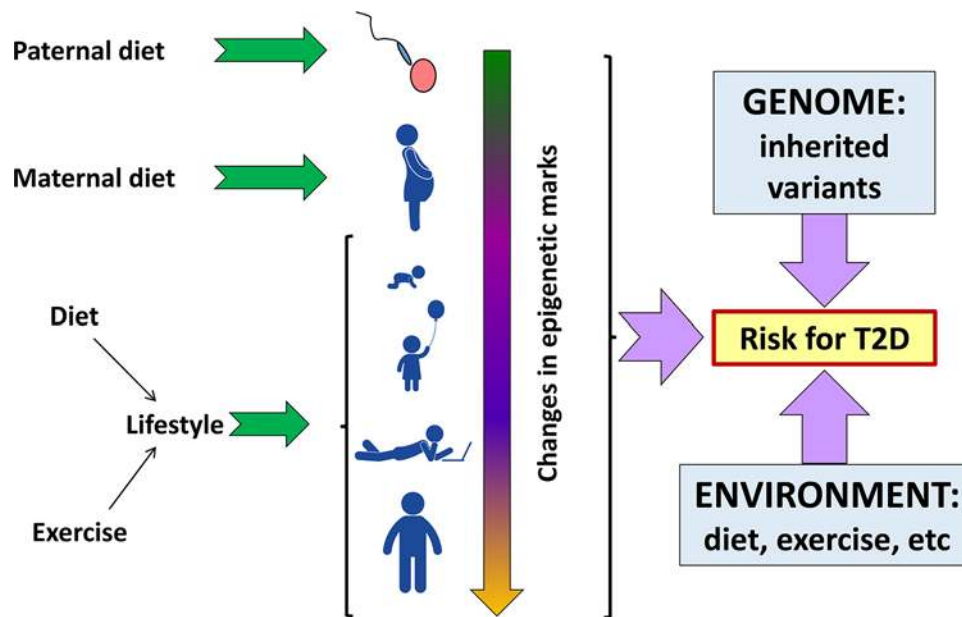 Paternal diet
Maternal diet
Diet
Lifestyle
Exercise
Changes in epigenetic marks
GENOME:
inherited
variants
Risk for T2D
ENVIRONMENT:
diet, exercise, etc